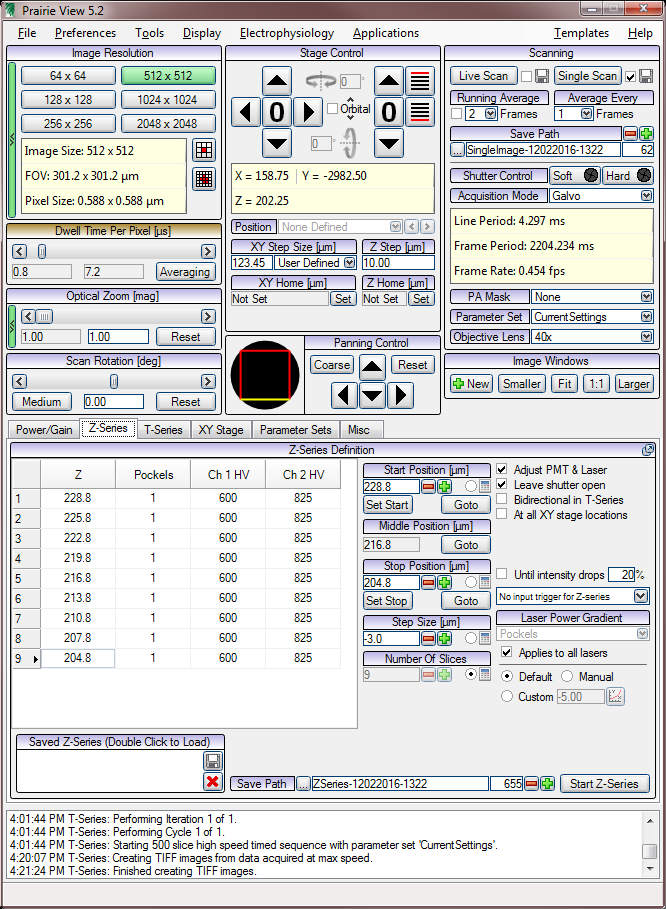 Prairie View 5.2
File Preferences Tools Display Electrophysiology Applications Templates Help
Image Resolution
64 x 64 512 x 512
128 x 128 1024 x 1024
256 x 256 2048 x 2048
Image Size: 512 x 512
FOV: 301.2 x 301.2 µm
Pixel Size: 0.588 x 0.588 µm
Dwell Time Per Pixel [µs]
0.8 7.2 Averaging
Optical Zoom [mag]
1.00 1.00 Reset
Scan Rotation [deg]
Medium 0.00 Reset
Stage Control
0 0°
Orbital
0
0°
X = 158.75 Y = -2982.50
Z = 202.25
Position None Defined
XY Step Size [µm] Z Step [µm]
123.45 User Defined 10.00
XY Home [µm] Z Home [µm]
Not Set Set Not Set Set
Panning Control
Coarse Reset
Scanning
Live Scan Single Scan
Running Average Average Every
2 Frames 1 Frames
Save Path
... SingleImage-12022016-1322 62
Shutter Control Soft Hard
Acquisition Mode Galvo
Line Period: 4.297 ms
Frame Period: 2204.234 ms
Frame Rate: 0.454 fps
PA Mask None
Parameter Set CurrentSettings
Objective Lens 40x
Image Windows
New Smaller Fit 1:1 Larger
Power/Gain Z-Series T-Series XY Stage Parameter Sets Misc
Z-Series Definition
Z Pockels Ch 1 HV Ch 2 HV
1 228.8 1 600 825
2 225.8 1 600 825
3 222.8 1 600 825
4 219.8 1 600 825
5 216.8 1 600 825
6 213.8 1 600 825
7 210.8 1 600 825
8 207.8 1 600 825
9 204.8 1 600 825
Start Position [µm]
228.8
Set Start Goto
Middle Position [µm]
216.8 Goto
Stop Position [µm]
204.8
Set Stop Goto
Step Size [µm]
-3.0
Number Of Slices
9
Adjust PMT & Laser
Leave shutter open
Bidirectional in T-Series
At all XY stage locations
Until intensity drops 20 %
No input trigger for Z-series
Laser Power Gradient
Pockels
Applies to all lasers
Default Manual
Custom -5.00
Saved Z-Series (Double Click to Load)
Save Path ... ZSeries-12022016-1322 655 Start Z-Series
4:01:44 PM T-Series: Performing Iteration 1 of 1.
4:01:44 PM T-Series: Performing Cycle 1 of 1.
4:01:44 PM T-Series: Starting 500 slice high speed timed sequence with parameter set 'CurrentSettings'.
4:20:07 PM T-Series: Creating TIFF images from data acquired at max speed.
4:21:24 PM T-Series: Finished creating TIFF images.